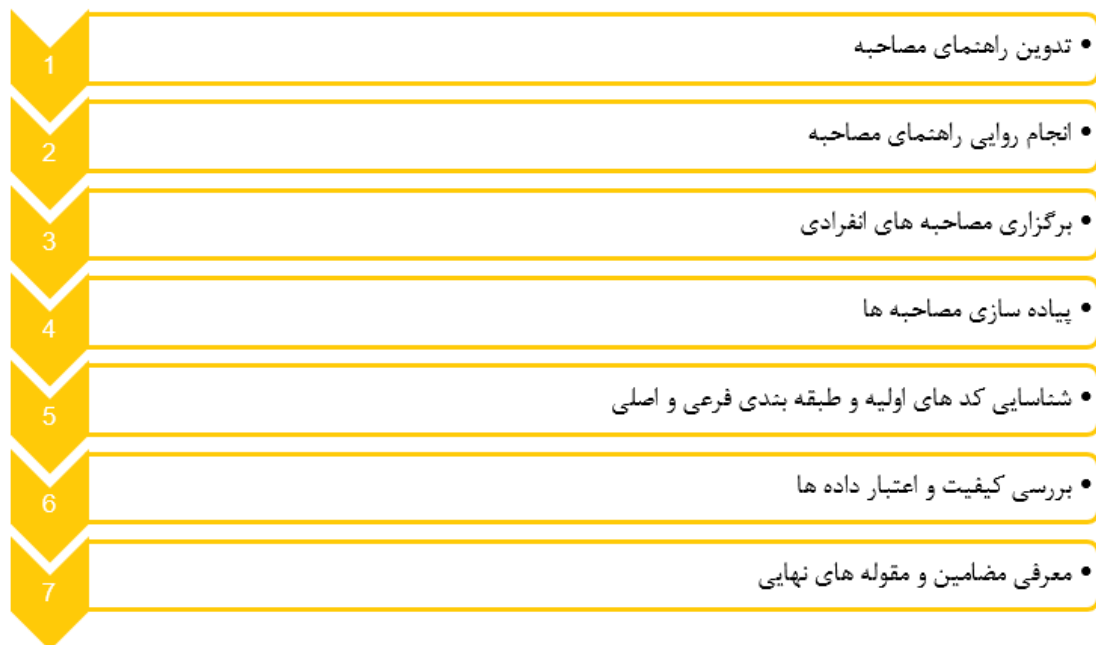 1
• تدوین راهنمای مصاحبه
2
• انجام روایی راهنمای مصاحبه
3
• برگزاری مصاحبه های انفرادی
4
• پیاده سازی مصاحبه ها
5
• شناسایی کد های اولیه و طبقه بندی فرعی و اصلی
6
• بررسی کیفیت و اعتبار داده ها
7
• معرفی مضامین و مقوله های نهایی